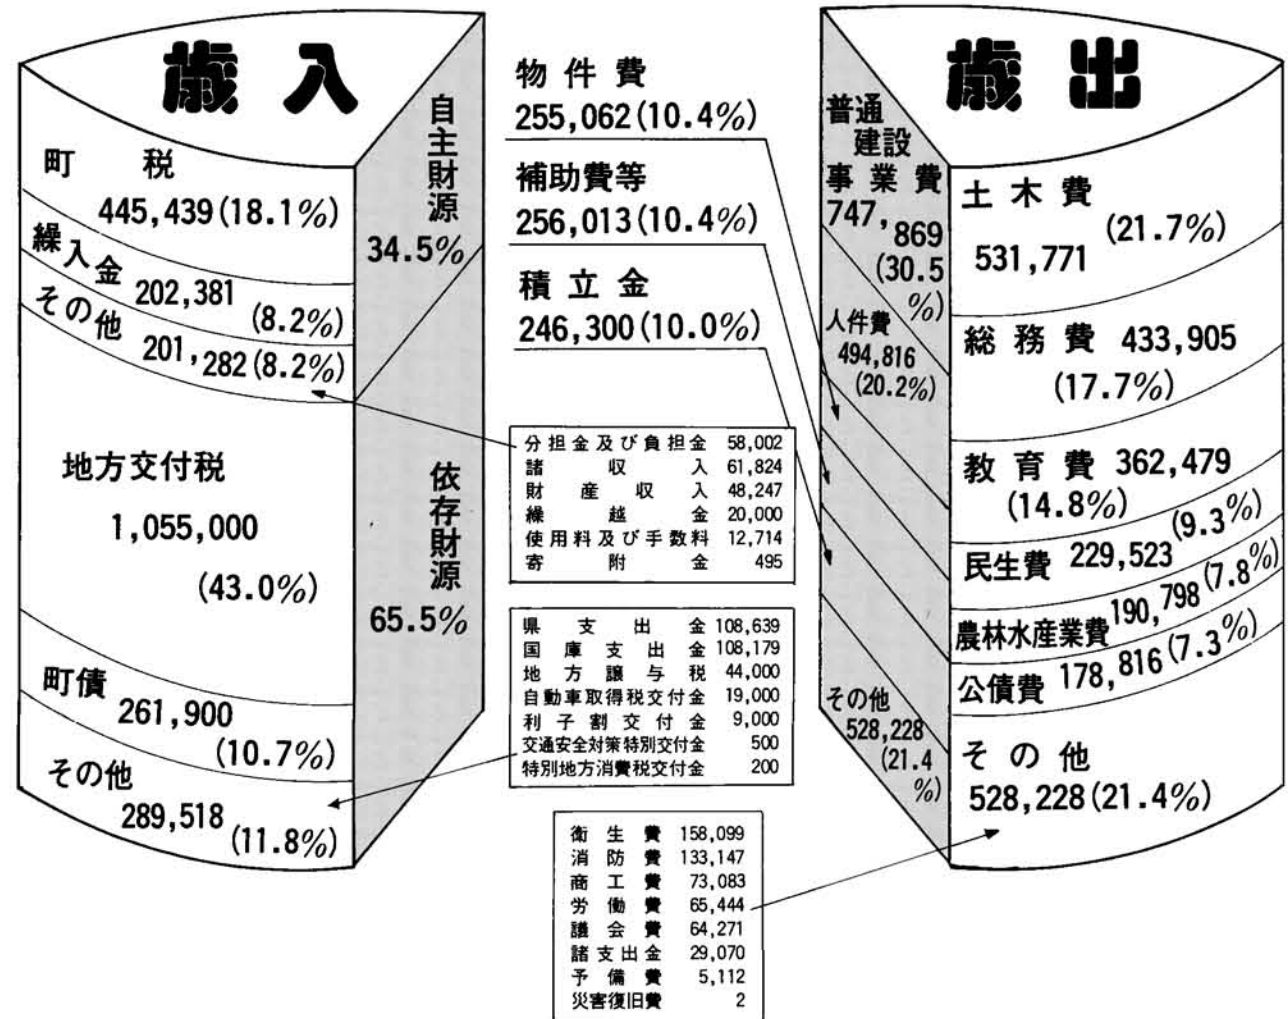 歳入
町税
445,439(18.1%)
繰入金 202,381
(8.2%)
その他 201,282(8.2%)
地方交付税
1,055,000
(43.0%)
町債
261,900
(10.7%)
その他
289,518
(11.8%)
自主財源
34.5%
依存財源
65.5%
物件費
255,062(10.4%)
補助費等
256,013(10.4%)
積立金
246,300(10.0%)
分担金及び負担金 58,002
諸収入 61,824
財産収入 48,247
繰越金 20,000
使用料及び手数料 12,714
寄附金 495
県支出金 108,639
国庫支出金 108,179
地方譲与税 44,000
自動車取得税交付金 19,000
利子割交付金 9,000
交通安全対策特別交付金 500
特別地方消費税交付金 200
衛生費 158,099
消防費 133,147
商工費 73,083
労働費 65,444
議会費 64,271
諸支出金 29,070
予備費 5,112
災害復旧費 2
歳出
普通
建設
事業費
747,
869
(30.5
%)
人件費
494,816
(20.2%)
その他
528,228
(21.4
%)
土木費
(21.7%)
531,771
総務費 433,905
(17.7%)
教育費 362,479
(14.8%)
民生費 229,523 (9.3%)
農林水産業費 190,798 (7.8%)
公債費 178,816 (7.3%)
その他
528,228(21.4%)